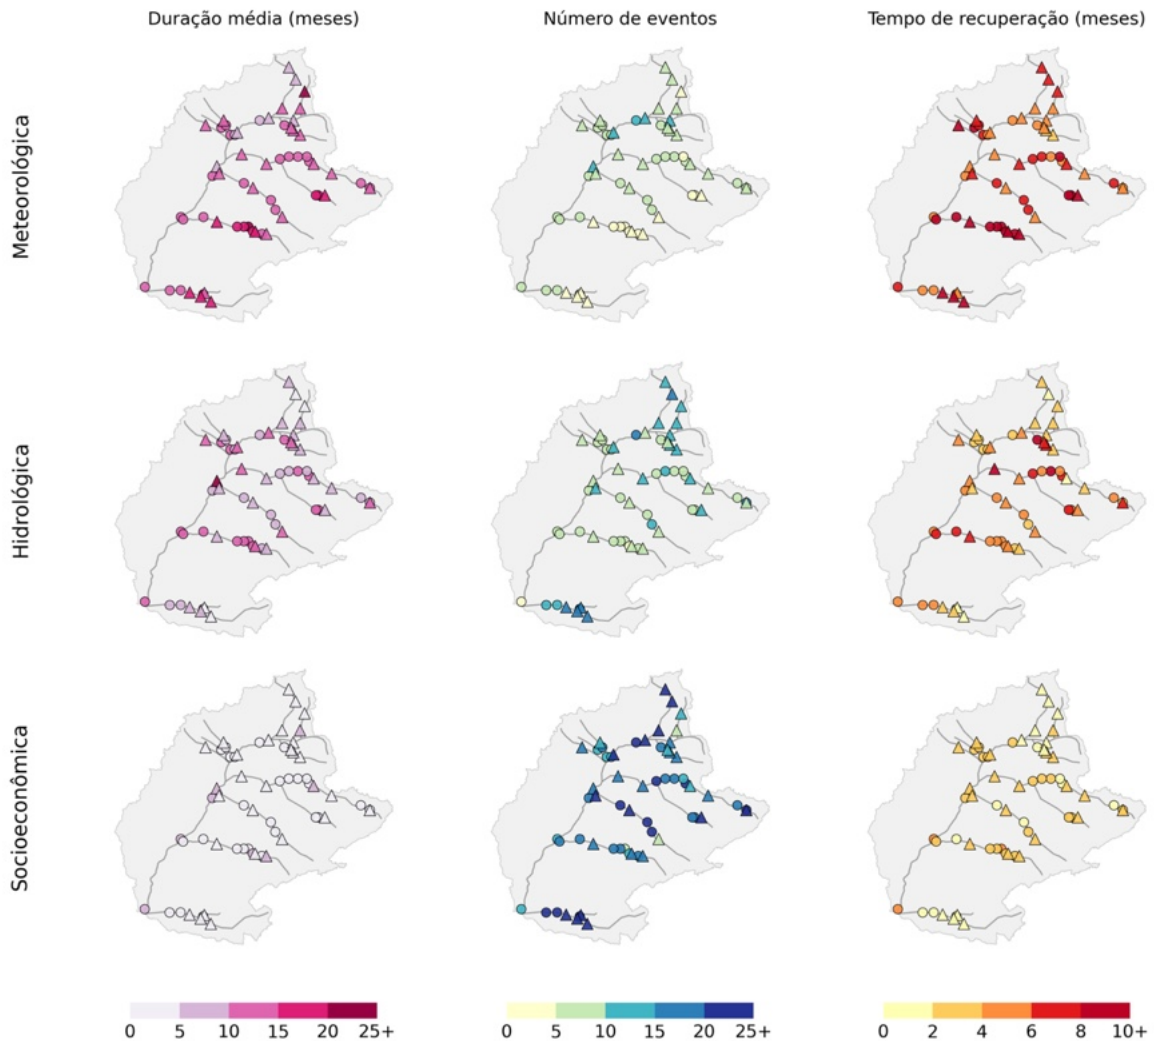 Duração média (meses)
Número de eventos
Tempo de recuperação (meses)
Meteorológica
Hidrológica
Socioeconômica
0 5 10 15 20 25+
0 5 10 15 20 25+
0 2 4 6 8 10+